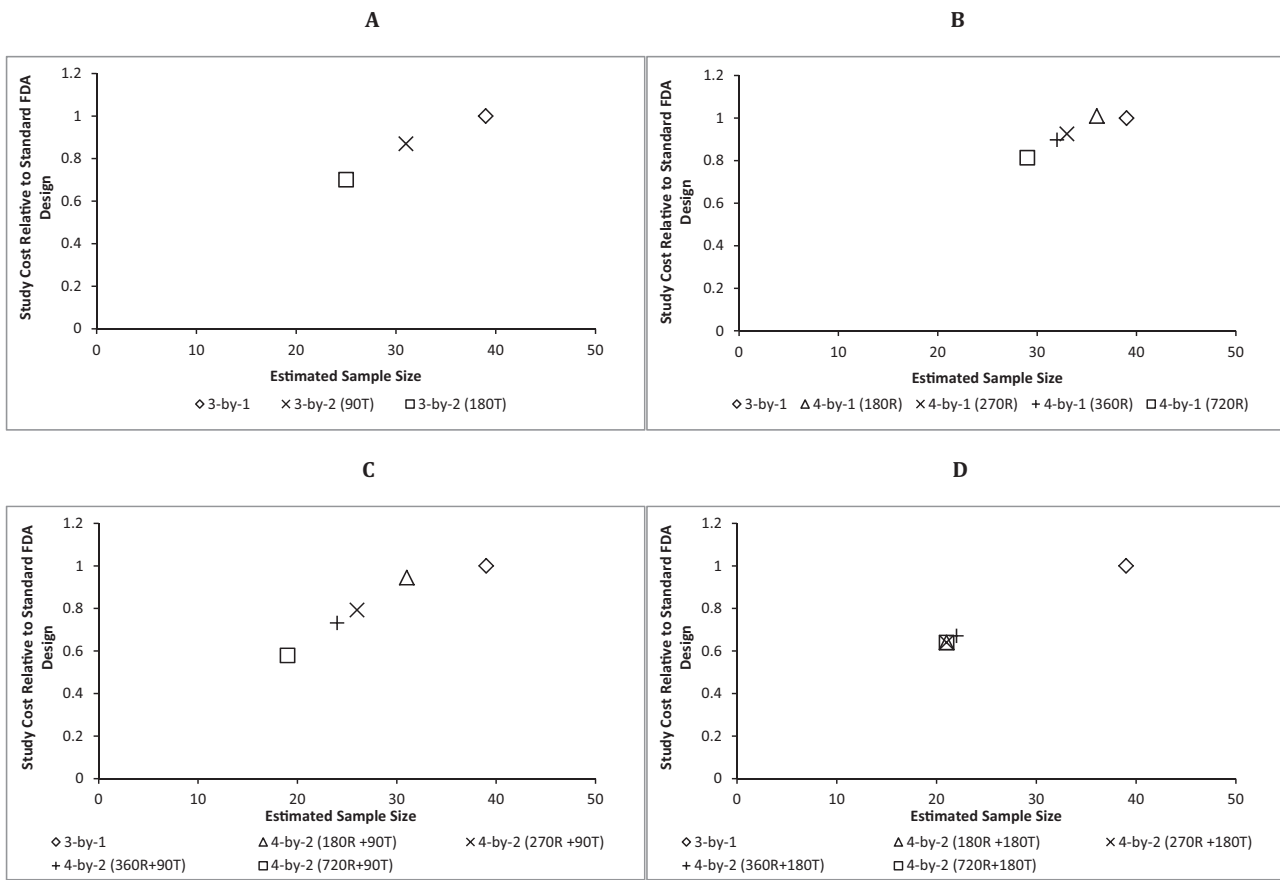 A
Study Cost Relative to Standard FDA
Design
1.2
1
0.8
0.6
0.4
0.2
0
0 10 20 30 40 50
Estimated Sample Size
3-by-1 3-by-2 (90T) 3-by-2 (180T)
B
Study Cost Relative to Standard FDA
Design
1.2
1
0.8
0.6
0.4
0.2
0
0 10 20 30 40 50
Estimated Sample Size
3-by-1 4-by-1 (180R) 4-by-1 (270R) 4-by-1 (360R) 4-by-1 (720R)
C
Study Cost Relative to Standard FDA
Design
1.2
1
0.8
0.6
0.4
0.2
0
0 10 20 30 40 50
Estimated Sample Size
3-by-1 4-by-2 (180R +90T) 4-by-2 (270R +90T)
4-by-2 (360R+90T) 4-by-2 (720R+90T)
D
Study Cost Relative to Standard FDA
Design
1.2
1
0.8
0.6
0.4
0.2
0
0 10 20 30 40 50
Estimated Sample Size
3-by-1 4-by-2 (180R +180T) 4-by-2 (270R +180T)
4-by-2 (360R+180T) 4-by-2 (720R+180T)